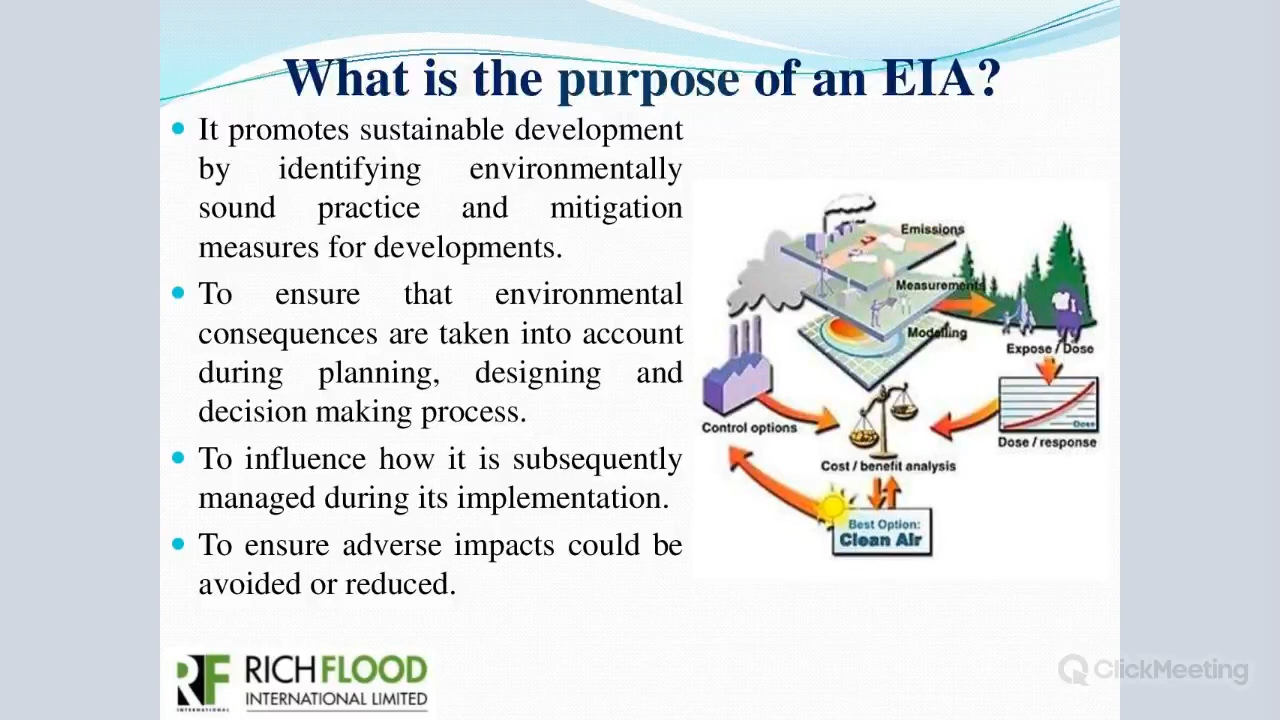 What is the purpose of an EIA?
• It promotes sustainable development
by identifying environmentally
sound practice and mitigation
measures for developments.
• To ensure that environmental
consequences are taken into account
during planning, designing and
decision making process.
• To influence how it is subsequently
managed during its implementation.
• To ensure adverse impacts could be
avoided or reduced.
Emissions
Measurements
Modelling
Expose / Dose
Control options
Dose
Dose / response
Cost / benefit analysis
Best Option:
Clean Air
RF
INTERNATIONAL
RICHFLOOD
INTERNATIONAL LIMITED
ClickMeeting